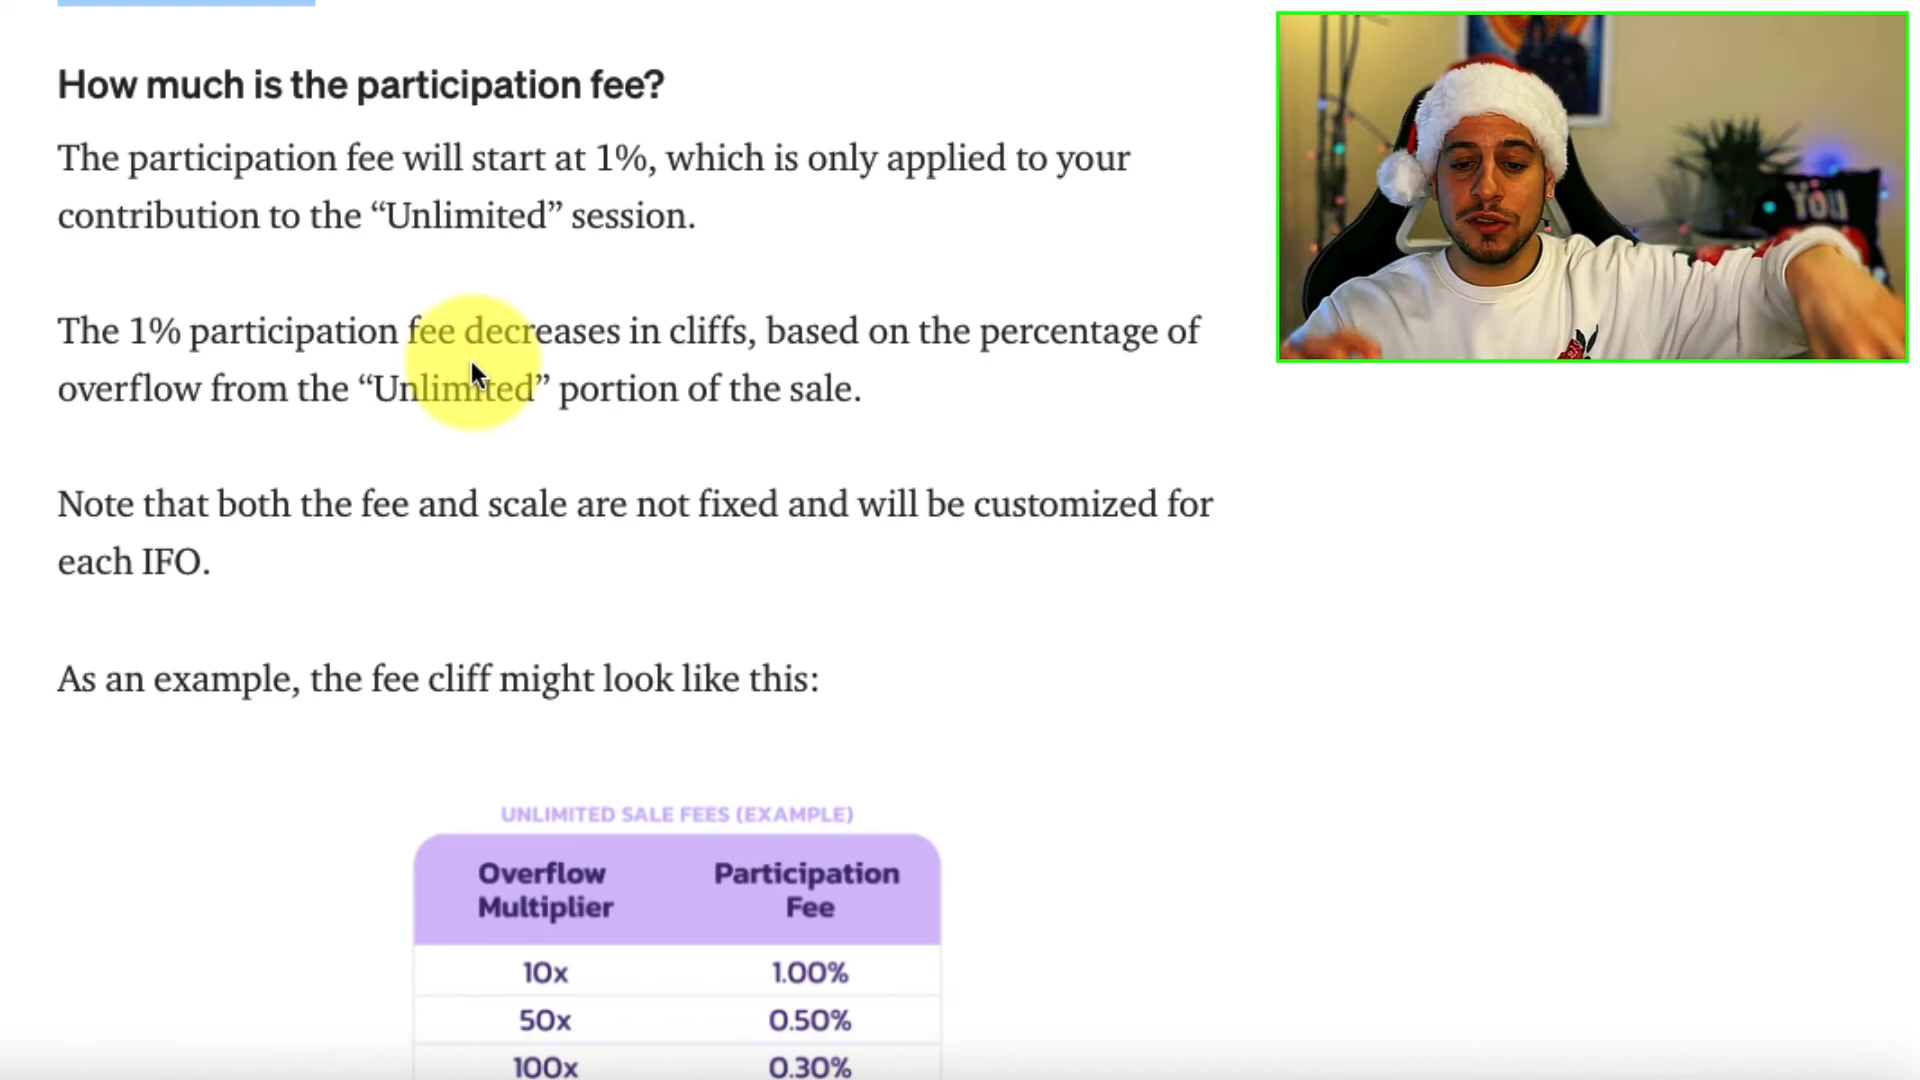 How much is the participation fee?
The participation fee will start at 1%, which is only applied to your
contribution to the “Unlimited” session.
The 1% participation fee decreases in cliffs, based on the percentage of
overflow from the “Unlimited” portion of the sale.
Note that both the fee and scale are not fixed and will be customized for
each IFO.
As an example, the fee cliff might look like this:
UNLIMITED SALE FEES (EXAMPLE)
Overflow Participation
Multiplier Fee
10x 1.00%
50x 0.50%
100x 0.30%
YOU